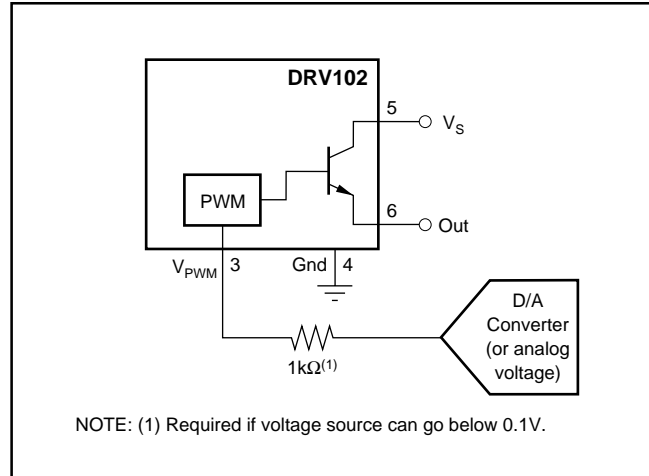 DRV102
5
V_S
PWM
6
Out
V_PWM 3
Gnd 4
D/A
Converter
(or analog
voltage)
1kΩ(1)
NOTE: (1) Required if voltage source can go below 0.1V.